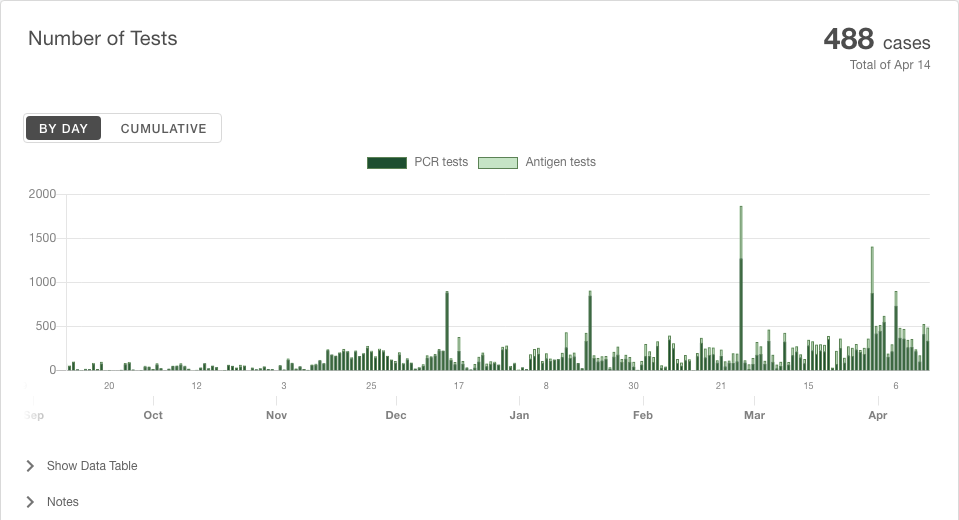 Number of Tests
488 cases
Total of Apr 14
BY DAY CUMULATIVE
PCR tests Antigen tests
2000
1500
1000
500
0
20 12 3 25 17 8 30 21 15 6
Sep Oct Nov Dec Jan Feb Mar Apr
Show Data Table
Notes